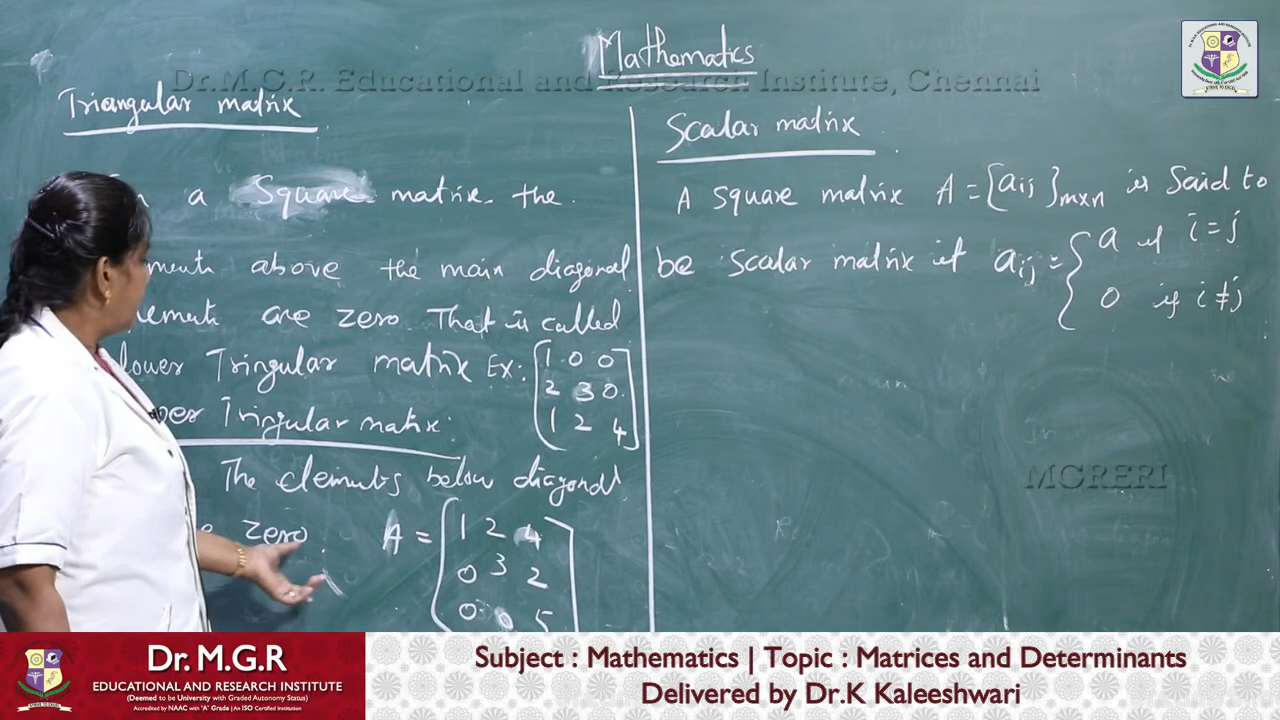 Mathematics
Dr.M.G.R. Educational and Research Institute, Chennai
Triangular matrix
a Square matrix the
above the main diagonal
are zero. That is called
lower Tringular matrix Ex: [1 0 0
2 3 0
1 2 4]
Tringular matrix.
The elements below diagonal
zero A = [1 2 4
0 3 2
0 0 5
Scalar matrix
A square matrix A = [aij]m×n is said to
be scalar matrix if aij = { a if i = j
0 if i ≠ j
MGRERI
Dr. M.G.R
EDUCATIONAL AND RESEARCH INSTITUTE
(Deemed to be University with Graded Autonomy Status)
Accredited by NAAC with 'A' Grade | An ISO Certified Institution
Subject : Mathematics | Topic : Matrices and Determinants
Delivered by Dr.K Kaleeshwari